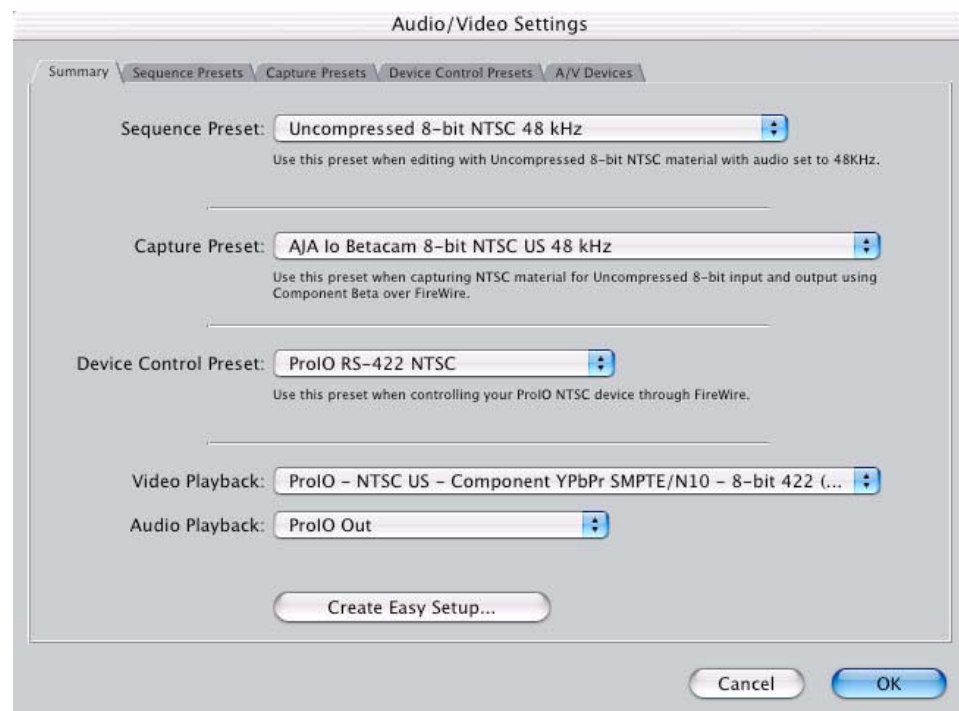 Audio/Video Settings
Summary Sequence Presets Capture Presets Device Control Presets A/V Devices
Sequence Preset: Uncompressed 8-bit NTSC 48 kHz
Use this preset when editing with Uncompressed 8-bit NTSC material with audio set to 48KHz.
Capture Preset: AJA Io Betacam 8-bit NTSC US 48 kHz
Use this preset when capturing NTSC material for Uncompressed 8-bit input and output using
Component Beta over FireWire.
Device Control Preset: ProIO RS-422 NTSC
Use this preset when controlling your ProIO NTSC device through FireWire.
Video Playback: ProIO - NTSC US - Component YPbPr SMPTE/N10 - 8-bit 422 (...
Audio Playback: ProIO Out
Create Easy Setup...
Cancel OK